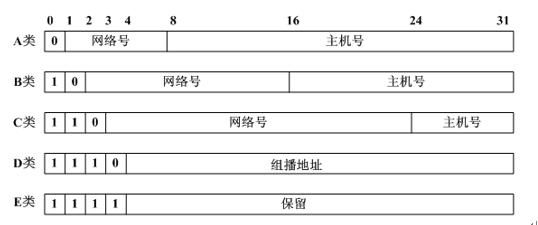 0 1 2 3 4 8 16 24 31
A类 0 网络号 主机号
B类 1 0 网络号 主机号
C类 1 1 0 网络号 主机号
D类 1 1 1 0 组播地址
E类 1 1 1 1 保留